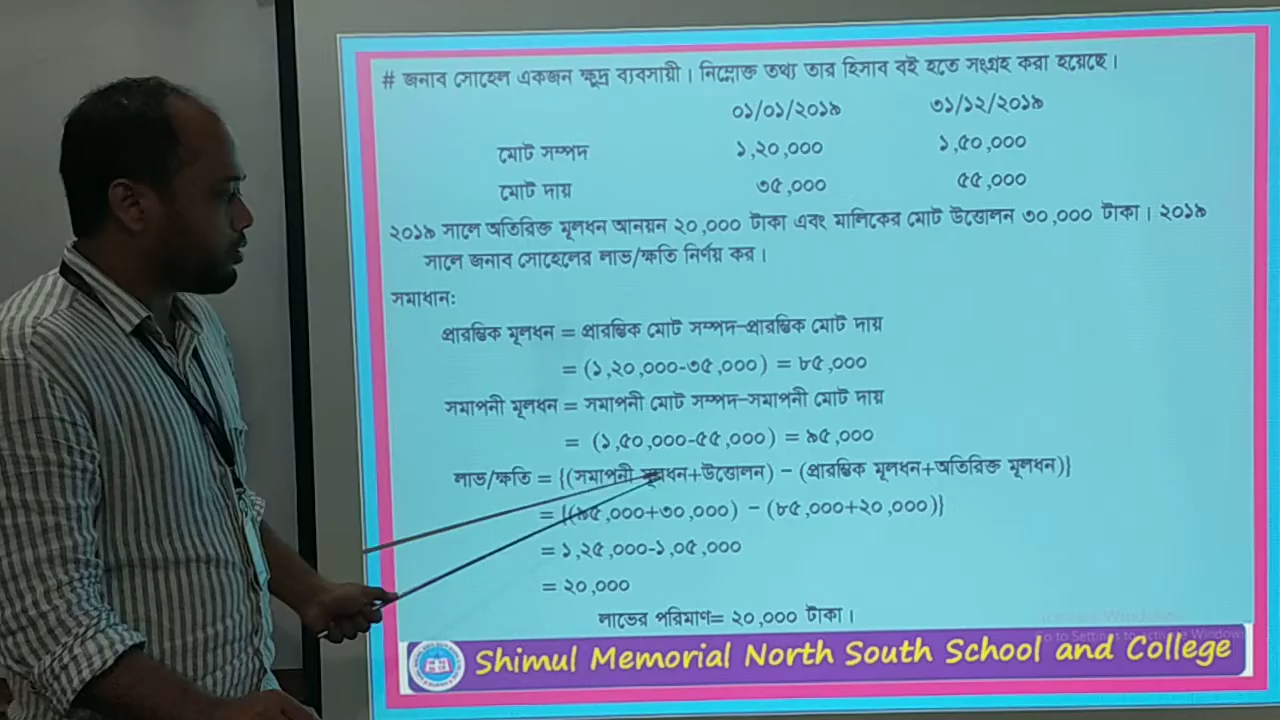 # জনাব সোহেল একজন ক্ষুদ্র ব্যবসায়ী। নিম্নোক্ত তথ্য তার হিসাব বই হতে সংগ্রহ করা হয়েছে।
০১/০১/২০১৯ ৩১/১২/২০১৯
মোট সম্পদ ১,২০,০০০ ১,৫০,০০০
মোট দায় ৩৫,০০০ ৫৫,০০০
২০১৯ সালে অতিরিক্ত মূলধন আনয়ন ২০,০০০ টাকা এবং মালিকের মোট উত্তোলন ৩০,০০০ টাকা। ২০১৯
সালে জনাব সোহেলের লাভ/ক্ষতি নির্ণয় কর।
সমাধান:
প্রারম্ভিক মূলধন = প্রারম্ভিক মোট সম্পদ-প্রারম্ভিক মোট দায়
= (১,২০,০০০-৩৫,০০০) = ৮৫,০০০
সমাপনী মূলধন = সমাপনী মোট সম্পদ-সমাপনী মোট দায়
= (১,৫০,০০০-৫৫,০০০) = ৯৫,০০০
লাভ/ক্ষতি = {(সমাপনী মূলধন+উত্তোলন) - (প্রারম্ভিক মূলধন+অতিরিক্ত মূলধন)}
= {(৯৫,০০০+৩০,০০০) - (৮৫,০০০+২০,০০০)}
= ১,২৫,০০০-১,০৫,০০০
= ২০,০০০
লাভের পরিমাণ= ২০,০০০ টাকা।
Shimul Memorial North South School and College